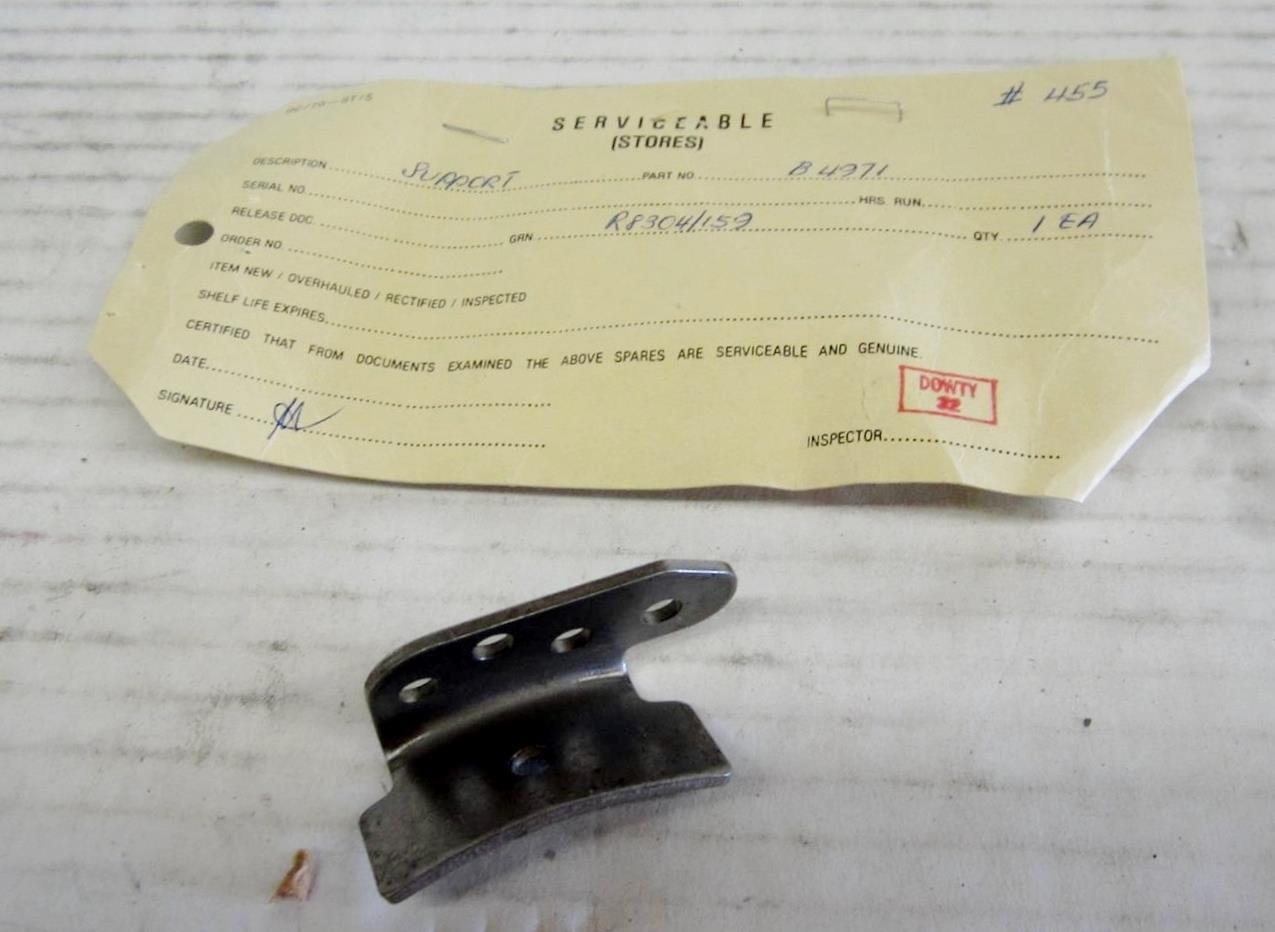 # 455
SERVICEABLE
(STORES)
DESCRIPTION SUPPORT PART NO B4971
SERIAL NO. HRS. RUN
RELEASE DOC. GRN R8304/159 QTY 1 EA
ORDER NO
ITEM NEW / OVERHAULED / RECTIFIED / INSPECTED
SHELF LIFE EXPIRES
CERTIFIED THAT FROM DOCUMENTS EXAMINED THE ABOVE SPARES ARE SERVICEABLE AND GENUINE.
DATE
DOWTY
32
SIGNATURE
INSPECTOR